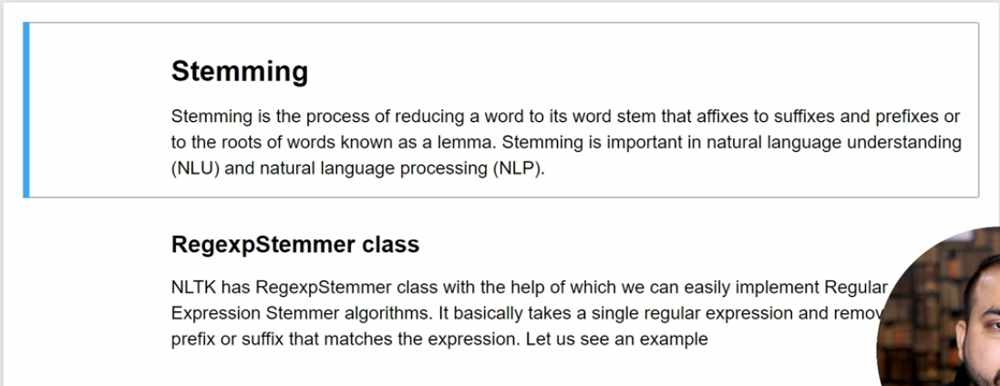 Stemming
Stemming is the process of reducing a word to its word stem that affixes to suffixes and prefixes or
to the roots of words known as a lemma. Stemming is important in natural language understanding
(NLU) and natural language processing (NLP).
RegexpStemmer class
NLTK has RegexpStemmer class with the help of which we can easily implement Regular
Expression Stemmer algorithms. It basically takes a single regular expression and
prefix or suffix that matches the expression. Let us see an example